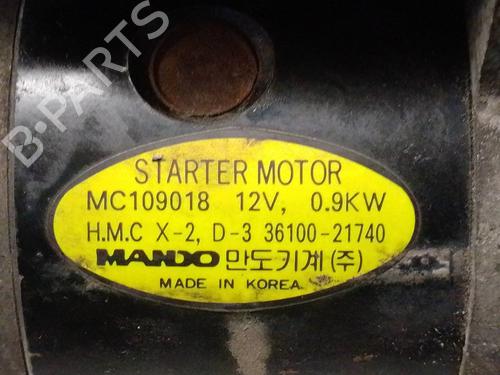 B·PARTS
STARTER MOTOR
MC109018 12V, 0.9KW
H.M.C X-2, D-3 36100-21740
MANDO 만도기계(주)
MADE IN KOREA